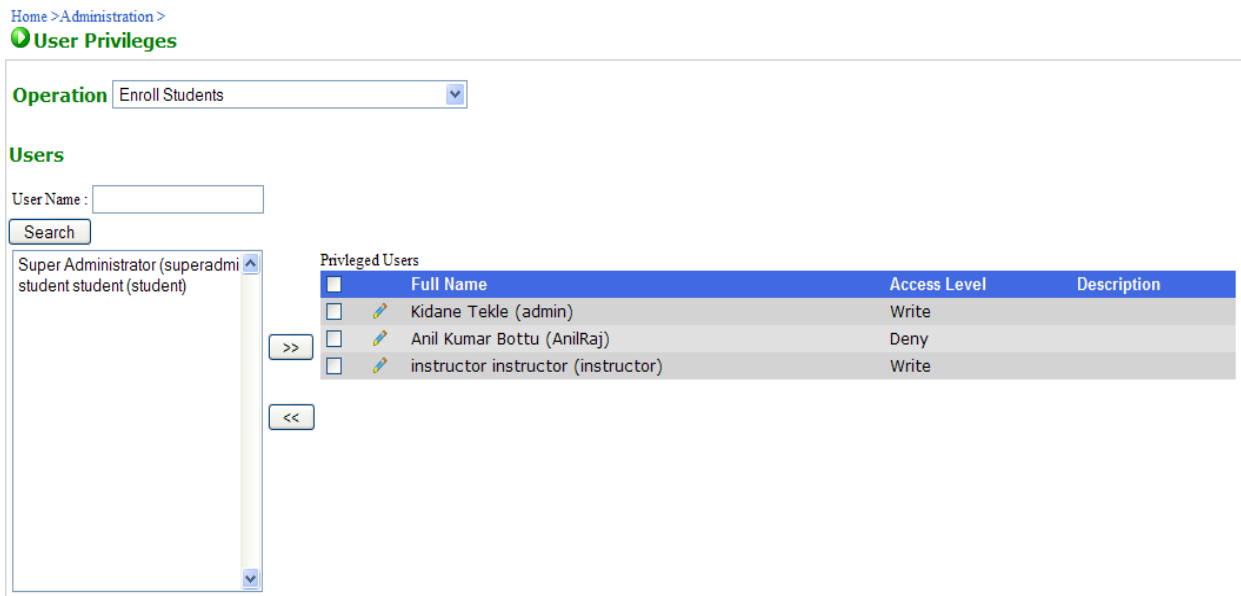 Home >Administration >
User Privileges
Operation Enroll Students
Users
User Name :
Search
Super Administrator (superadmi
student student (student)
>>
<<
Privleged Users
Full Name Access Level Description
Kidane Tekle (admin) Write
Anil Kumar Bottu (AnilRaj) Deny
instructor instructor (instructor) Write